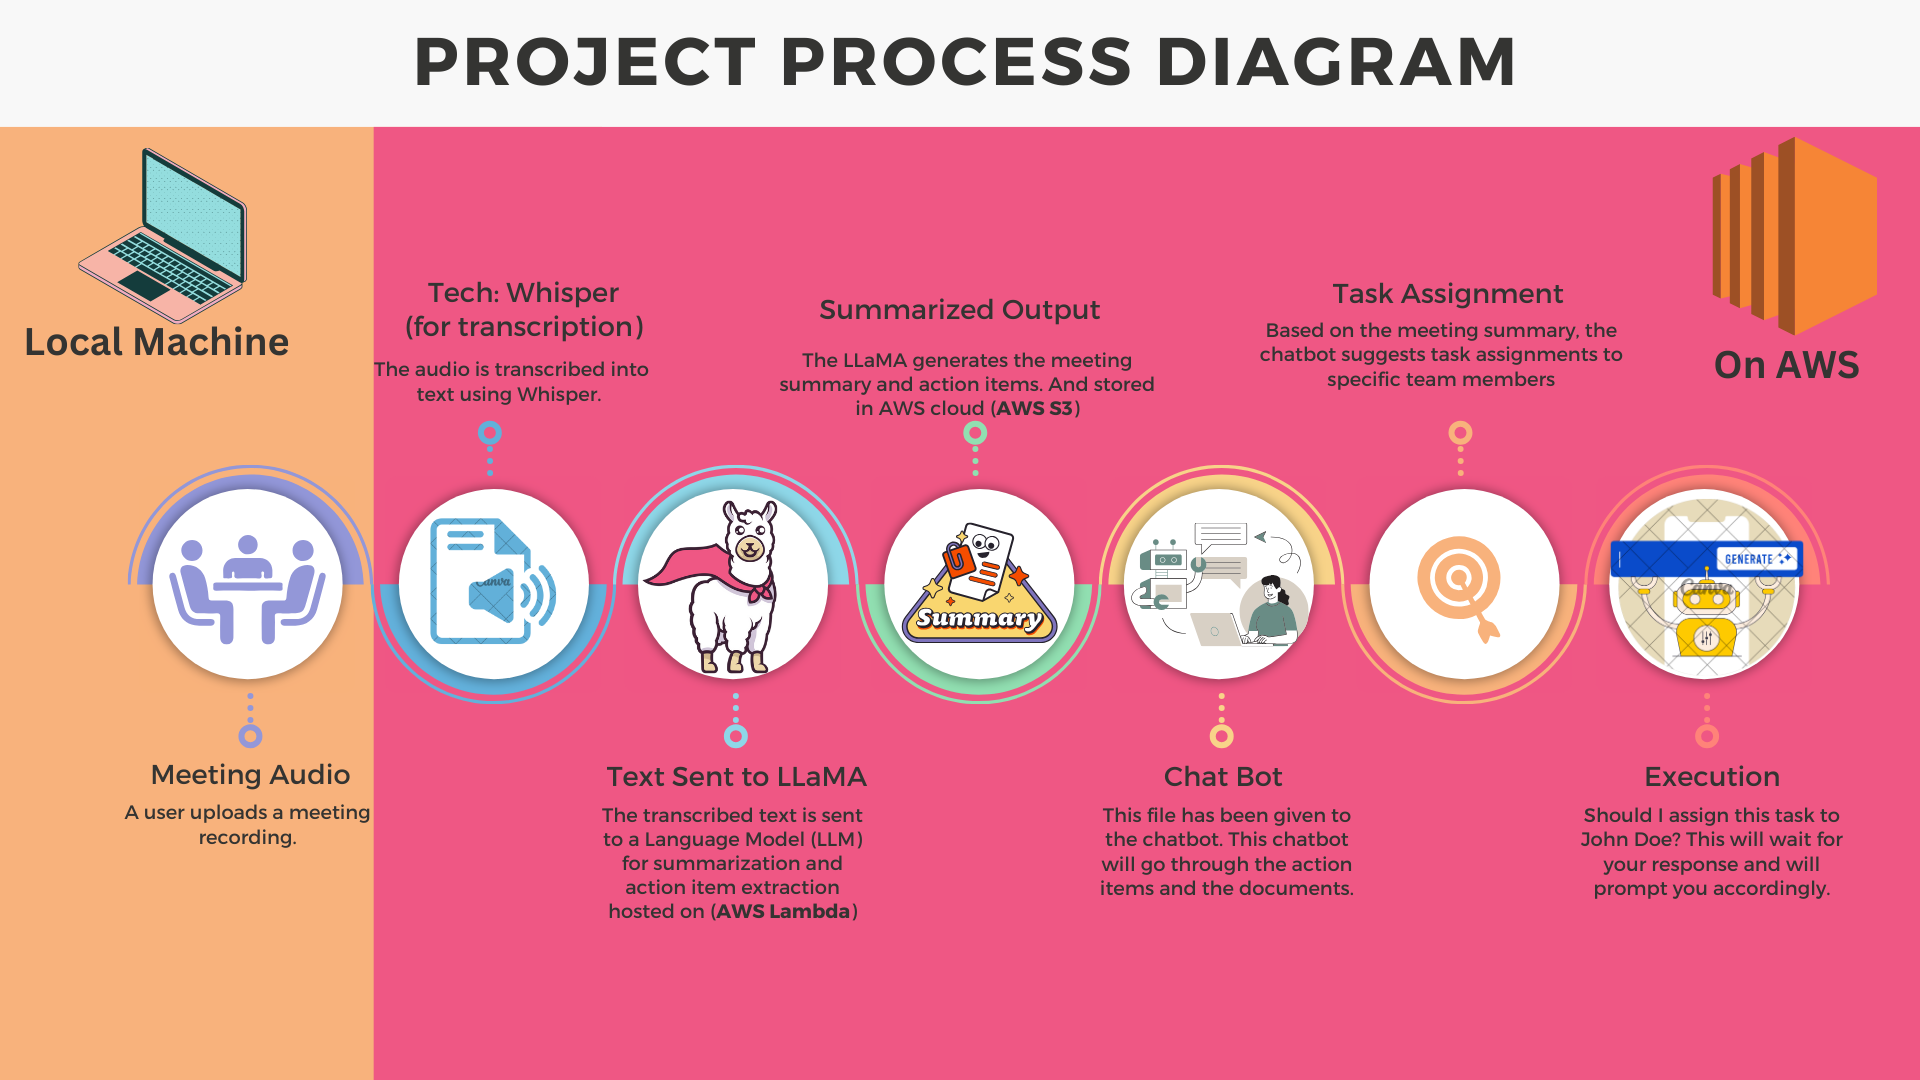 PROJECT PROCESS DIAGRAM
Local Machine
On AWS
Meeting Audio
A user uploads a meeting
recording.
Tech: Whisper
(for transcription)
The audio is transcribed into
text using Whisper.
Canva
Text Sent to LLaMA
The transcribed text is sent
to a Language Model (LLM)
for summarization and
action item extraction
hosted on (AWS Lambda)
Summarized Output
The LLaMA generates the meeting
summary and action items. And stored
in AWS cloud (AWS S3)
Summary
Chat Bot
This file has been given to
the chatbot. This chatbot
will go through the action
items and the documents.
Task Assignment
Based on the meeting summary, the
chatbot suggests task assignments to
specific team members
GENERATE
Canva
Execution
Should I assign this task to
John Doe? This will wait for
your response and will
prompt you accordingly.